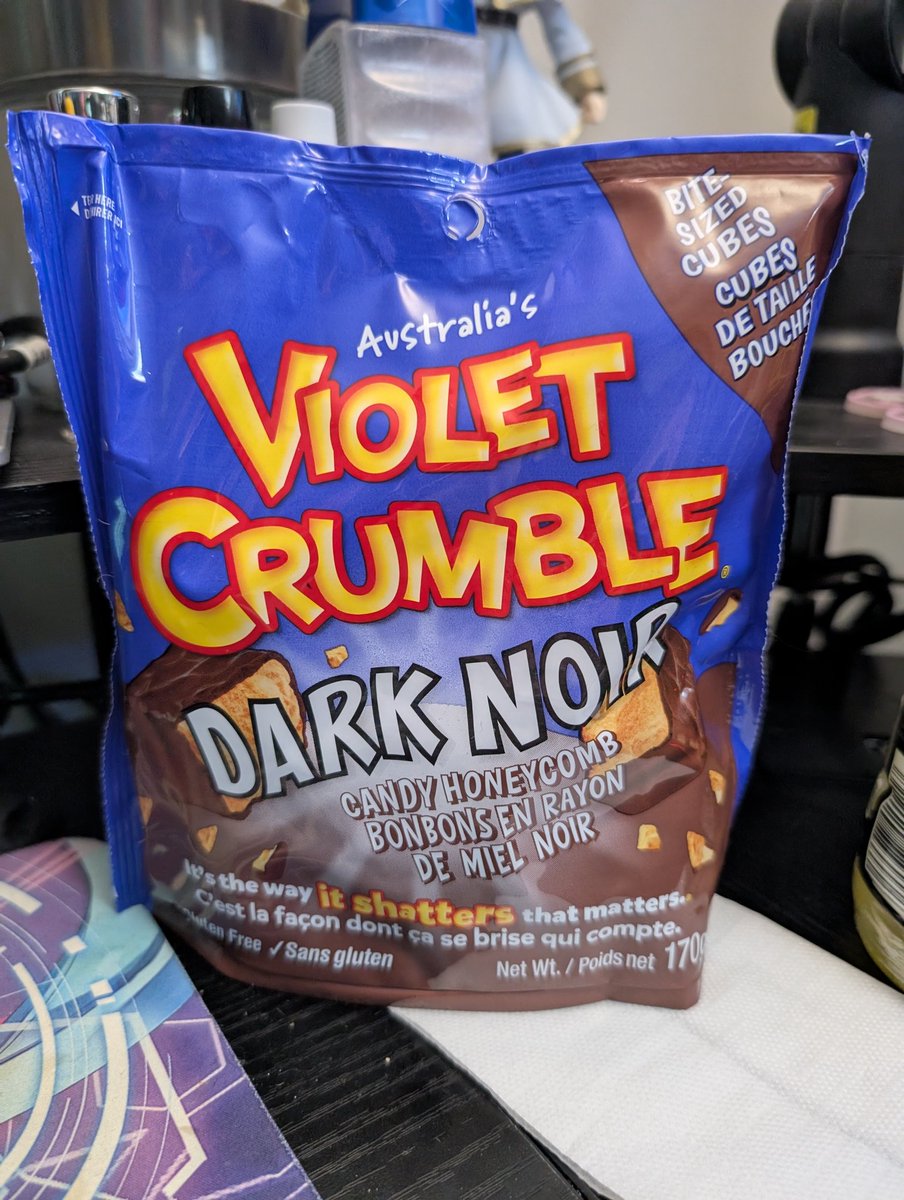 BITE-
SIZED
CUBES
CUBES
DE TAILLE
BOUCHÉ
Australia's
VIOLET
CRUMBLE
DARK NOIR
CANDY HONEYCOMB
BONBONS EN RAYON
DE MIEL NOIR
It's the way it shatters that matters.
C'est la façon dont ça se brise qui compte.
Gluten Free ✓Sans gluten
Net Wt. / Poids net 170g